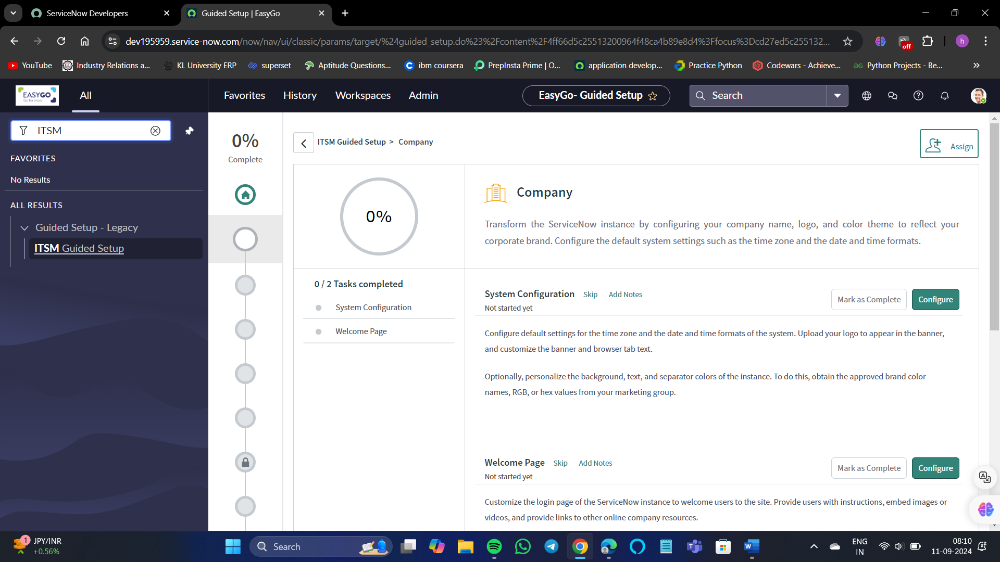 ServiceNow Developers
Guided Setup | EasyGo
dev195959.service-now.com/now/nav/ui/classic/params/target/%24guided_setup.do%23%2Fcontent%2F4ff66d5c25513200964f48ca4b89e8d4%3Ffocus%3Dcd27ed5c255132...
off
h
YouTube
Industry Relations a...
KL University ERP
superset
Aptitude Questions...
ibm coursera
PrepInsta Prime | O...
application develop...
Practice Python
Codewars - Achieve...
Python Projects - Be...
EASYGO
Go for more
All
Favorites
History
Workspaces
Admin
EasyGo- Guided Setup
Search
ITSM
FAVORITES
No Results
ALL RESULTS
Guided Setup - Legacy
ITSM Guided Setup
0%
Complete
ITSM Guided Setup > Company
Assign
0%
Company
Transform the ServiceNow instance by configuring your company name, logo, and color theme to reflect your
corporate brand. Configure the default system settings such as the time zone and the date and time formats.
0 / 2 Tasks completed
System Configuration
Welcome Page
System Configuration Skip Add Notes
Not started yet
Mark as Complete
Configure
Configure default settings for the time zone and the date and time formats of the system. Upload your logo to appear in the banner,
and customize the banner and browser tab text.
Optionally, personalize the background, text, and separator colors of the instance. To do this, obtain the approved brand color
names, RGB, or hex values from your marketing group.
Welcome Page Skip Add Notes
Not started yet
Mark as Complete
Configure
Customize the login page of the ServiceNow instance to welcome users to the site. Provide users with instructions, embed images or
videos, and provide links to other online company resources.
1
JPY/INR
+0.56%
Search
ENG
IN
08:10
11-09-2024